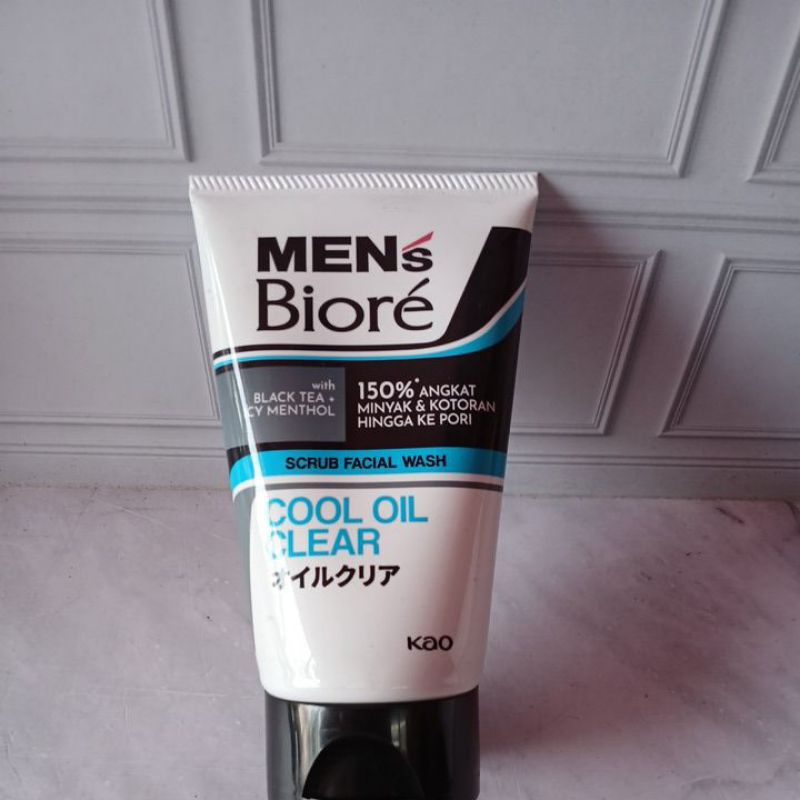 MEN's
Bioré
with
BLACK TEA +
CY MENTHOL
150%* ANGKAT
MINYAK & KOTORAN
HINGGA KE PORI
SCRUB FACIAL WASH
COOL OIL
CLEAR
オイルクリア
Kao